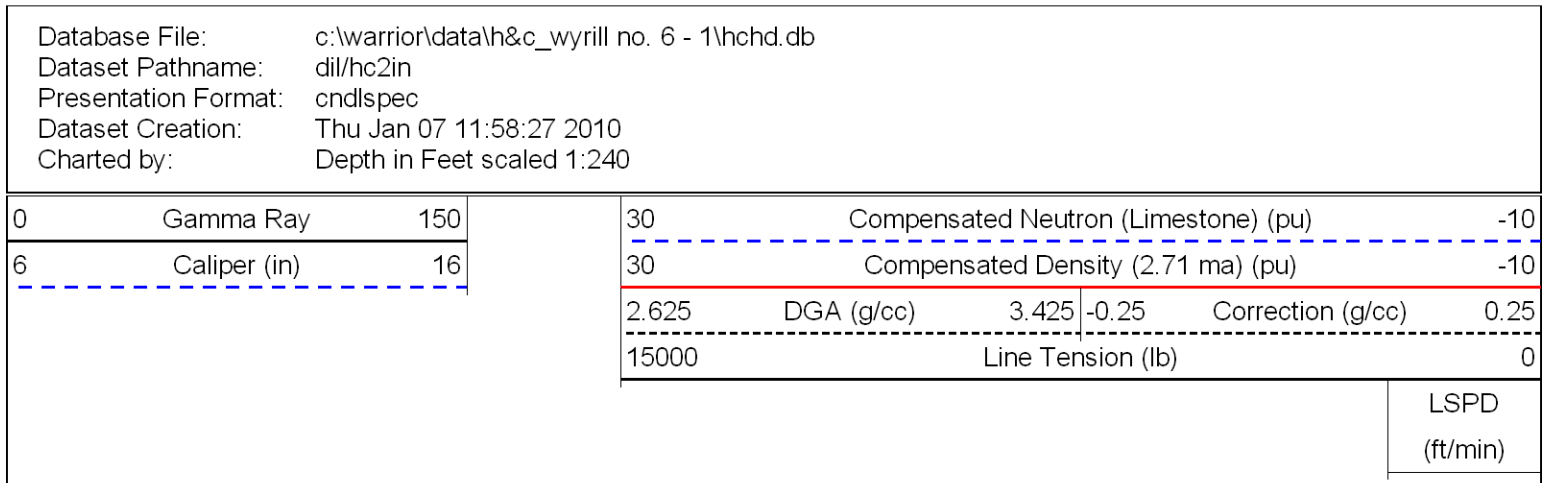 Database File: c:\warrior\data\h&c_wyrill no. 6 - 1\hchd.db
Dataset Pathname: dil/hc2in
Presentation Format: cndlspec
Dataset Creation: Thu Jan 07 11:58:27 2010
Charted by: Depth in Feet scaled 1:240
0 Gamma Ray 150
6 Caliper (in) 16
30 Compensated Neutron (Limestone) (pu) -10
30 Compensated Density (2.71 ma) (pu) -10
2.625 DGA (g/cc) 3.425 -0.25 Correction (g/cc) 0.25
15000 Line Tension (lb) 0
LSPD
(ft/min)